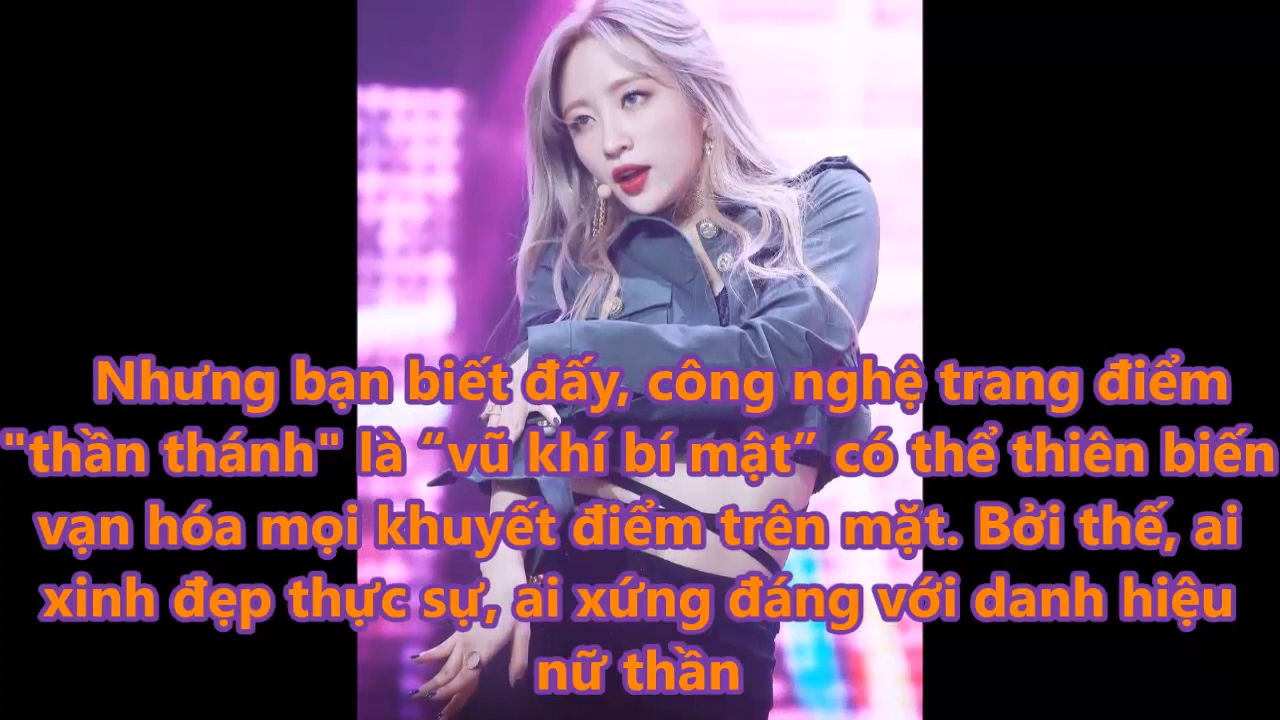 Nhưng bạn biết đấy, công nghệ trang điểm
"thần thánh" là “vũ khí bí mật” có thể thiên biến
vạn hóa mọi khuyết điểm trên mặt. Bởi thế, ai
xinh đẹp thực sự, ai xứng đáng với danh hiệu
nữ thần